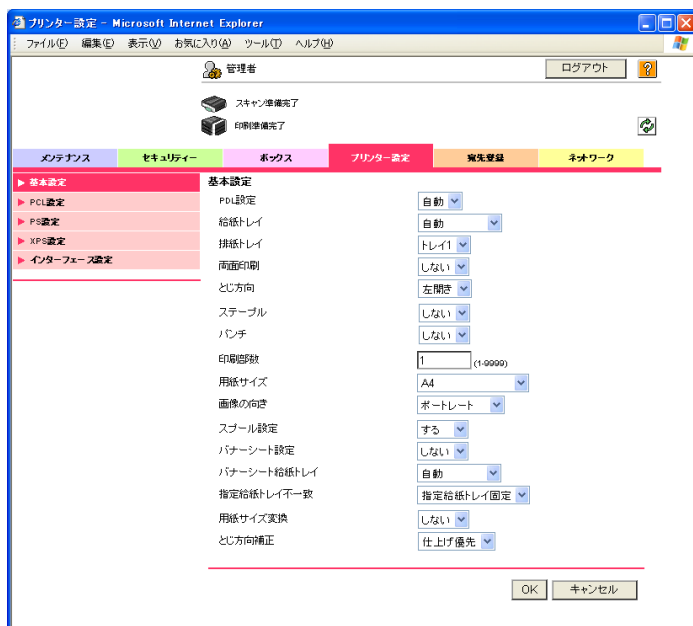 プリンター設定 - Microsoft Internet Explorer
ファイル(F) 編集(E) 表示(V) お気に入り(A) ツール(T) ヘルプ(H)
管理者 ログアウト ?
スキャン準備完了
印刷準備完了
メンテナンス セキュリティー ボックス プリンター設定 宛先登録 ネットワーク
基本設定
PCL設定
PS設定
XPS設定
インターフェース設定
基本設定
PDL設定 自動
給紙トレイ 自動
排紙トレイ トレイ1
両面印刷 しない
とじ方向 左開き
ステープル しない
パンチ しない
印刷部数 1 (1-9999)
用紙サイズ A4
画像の向き ポートレート
スプール設定 する
バナーシート設定 しない
バナーシート給紙トレイ 自動
指定給紙トレイ不一致 指定給紙トレイ固定
用紙サイズ変換 しない
とじ方向補正 仕上げ優先
OK キャンセル